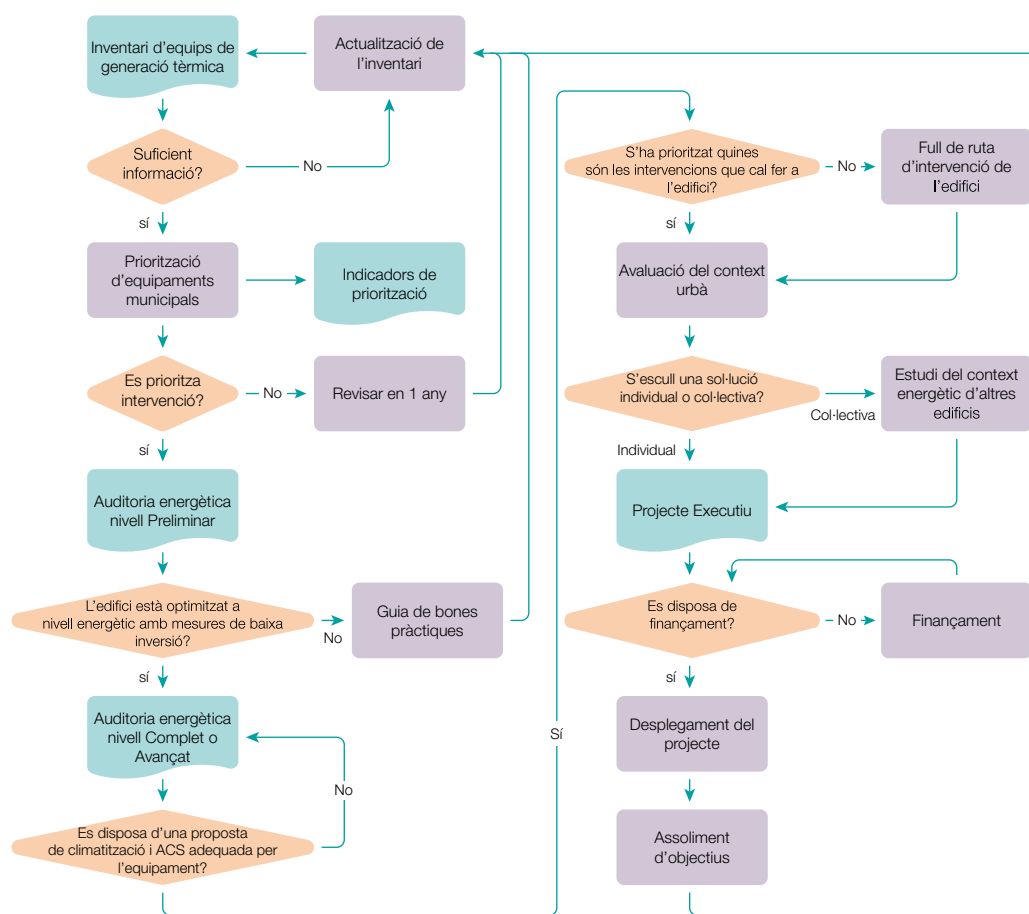 Inventari d'equips de
generació tèrmica
Actualització de
l'inventari
Suficient
informació?
No
sí
Priorització
d'equipaments
municipals
Indicadors de
priorització
Es prioritza
intervenció?
No
Revisar en 1 any
sí
Auditoria energètica
nivell Preliminar
L'edifici està optimitzat a
nivell energètic amb mesures de baixa
inversió?
No
Guia de bones
pràctiques
sí
Auditoria energètica
nivell Complet o
Avançat
No
Es disposa d'una proposta
de climatització i ACS adequada per
l'equipament?
Sí
S'ha prioritzat quines
són les intervencions que cal fer a
l'edifici?
No
Full de ruta
d'intervenció de
l'edifici
sí
Avaluació del context
urbà
S'escull una sol·lució
individual o col·lectiva?
Col·lectiva
Estudi del context
energètic d'altres
edificis
Individual
Projecte Executiu
Es disposa de
finançament?
No
Finançament
sí
Desplegament del
projecte
Assoliment
d'objectius